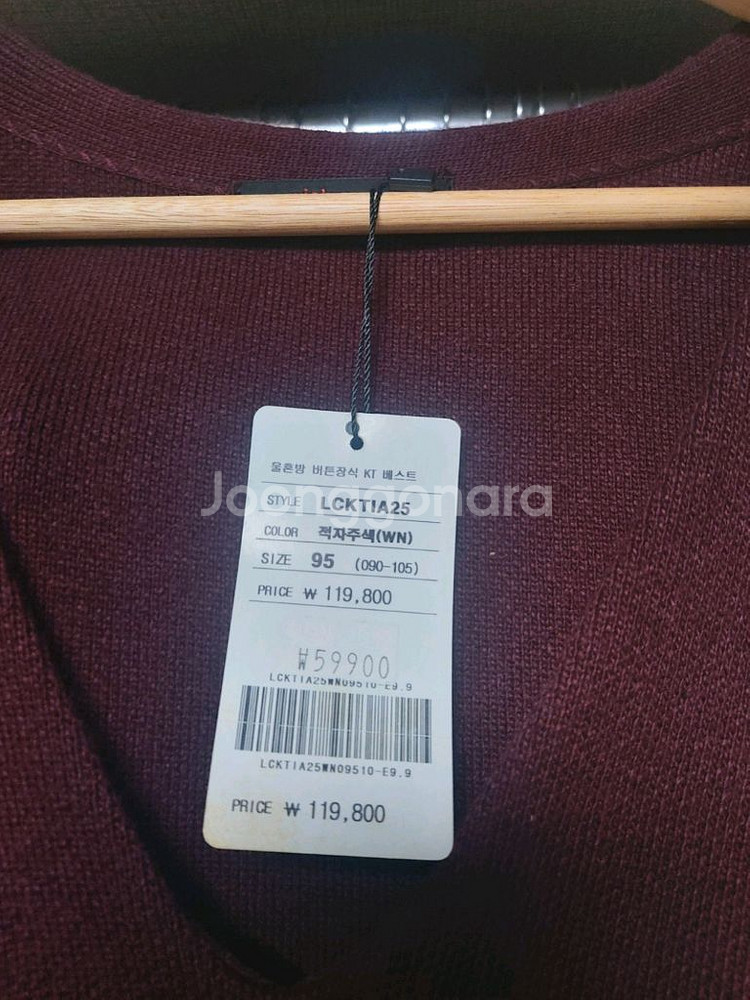 울혼방 버튼장식 KT 베스트
Joonggonara
STYLE LCKTIA25
COLOR 적자주색(WN)
SIZE 95 (090-105)
PRICE ₩ 119,800
₩59900
LCKTIA25WN09510-E9.9
LCKTIA25WN09510-E9.9
PRICE ₩ 119,800